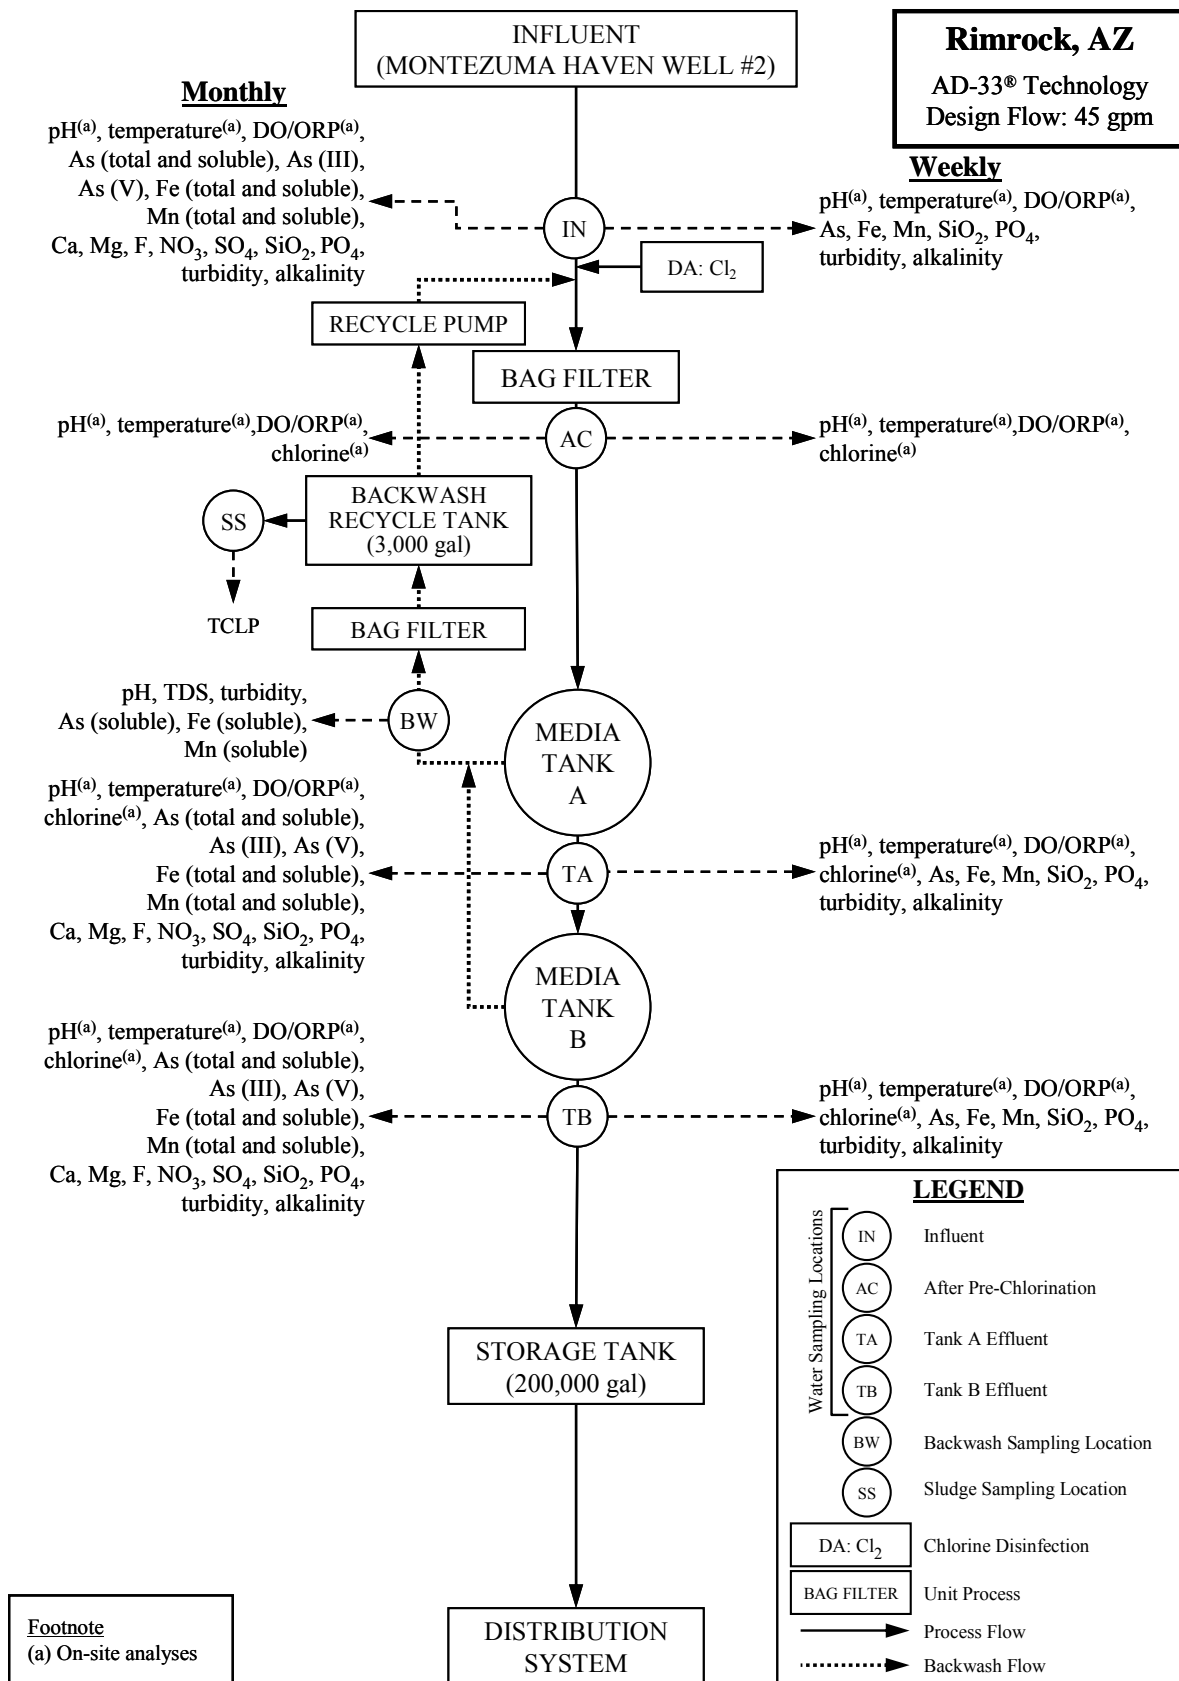 INFLUENT
(MONTEZUMA HAVEN WELL #2)
Rimrock, AZ
AD-33® Technology
Design Flow: 45 gpm
Monthly
pH(a), temperature(a), DO/ORP(a),
As (total and soluble), As (III),
As (V), Fe (total and soluble),
Mn (total and soluble),
Ca, Mg, F, NO3, SO4, SiO2, PO4,
turbidity, alkalinity
IN
Weekly
pH(a), temperature(a), DO/ORP(a),
As, Fe, Mn, SiO2, PO4,
turbidity, alkalinity
DA: Cl2
RECYCLE PUMP
BAG FILTER
pH(a), temperature(a),DO/ORP(a),
chlorine(a)
AC
pH(a), temperature(a),DO/ORP(a),
chlorine(a)
SS
BACKWASH
RECYCLE TANK
(3,000 gal)
TCLP
BAG FILTER
pH, TDS, turbidity,
As (soluble), Fe (soluble),
Mn (soluble)
BW
MEDIA
TANK
A
pH(a), temperature(a), DO/ORP(a),
chlorine(a), As (total and soluble),
As (III), As (V),
Fe (total and soluble),
Mn (total and soluble),
Ca, Mg, F, NO3, SO4, SiO2, PO4,
turbidity, alkalinity
TA
pH(a), temperature(a), DO/ORP(a),
chlorine(a), As, Fe, Mn, SiO2, PO4,
turbidity, alkalinity
MEDIA
TANK
B
pH(a), temperature(a), DO/ORP(a),
chlorine(a), As (total and soluble),
As (III), As (V),
Fe (total and soluble),
Mn (total and soluble),
Ca, Mg, F, NO3, SO4, SiO2, PO4,
turbidity, alkalinity
TB
pH(a), temperature(a), DO/ORP(a),
chlorine(a), As, Fe, Mn, SiO2, PO4,
turbidity, alkalinity
STORAGE TANK
(200,000 gal)
DISTRIBUTION
SYSTEM
LEGEND
Water Sampling Locations
IN Influent
AC After Pre-Chlorination
TA Tank A Effluent
TB Tank B Effluent
BW Backwash Sampling Location
SS Sludge Sampling Location
DA: Cl2 Chlorine Disinfection
BAG FILTER Unit Process
Process Flow
Backwash Flow
Footnote
(a) On-site analyses